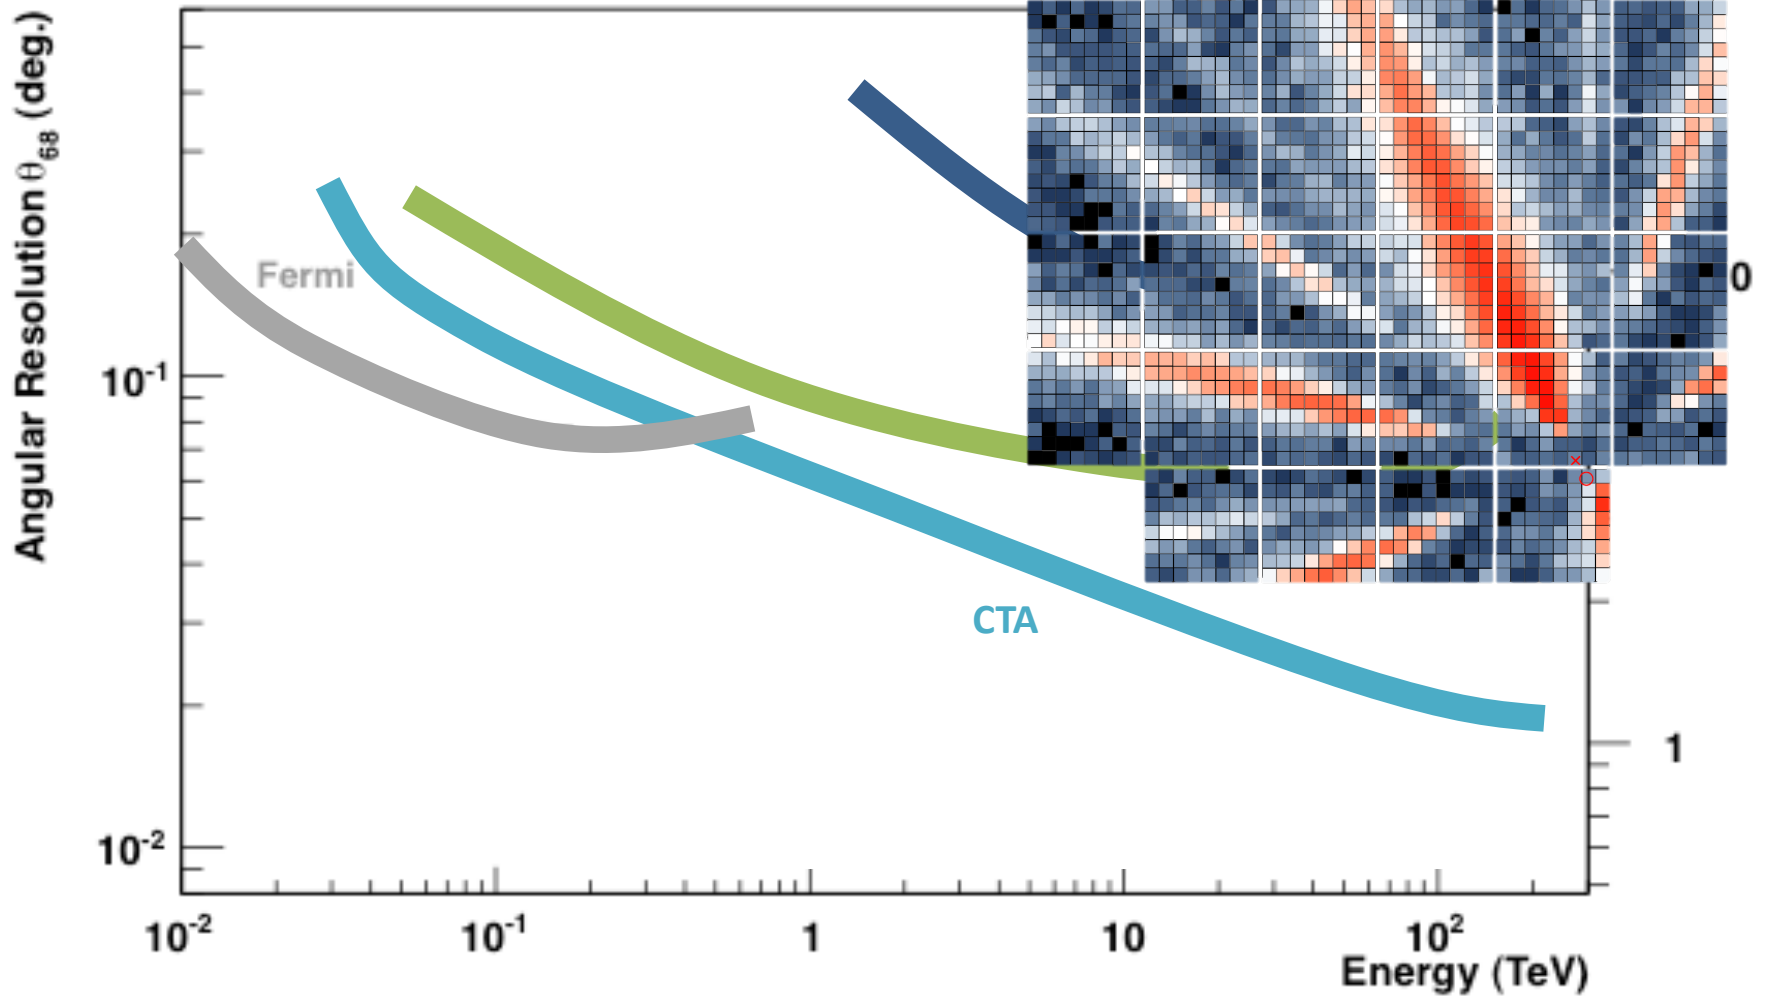 Angular Resolution θ₆₈ (deg.)
Fermi
0
10⁻¹
CTA
1
10⁻²
10⁻² 10⁻¹ 1 10 10²
Energy (TeV)